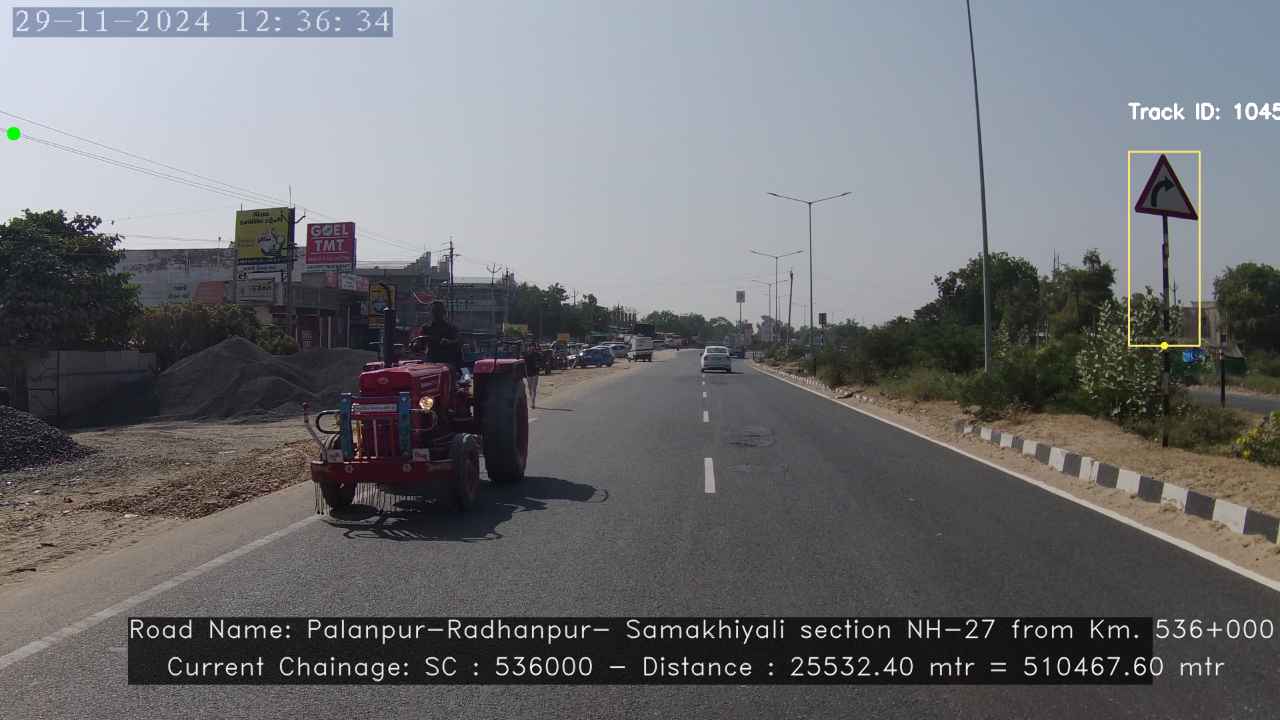 29-11-2024 12:36:34
Track ID: 1045
GOEL
TMT
Road Name: Palanpur-Radhanpur- Samakhiyali section NH-27 from Km. 536+000
Current Chainage: SC : 536000 - Distance : 25532.40 mtr = 510467.60 mtr